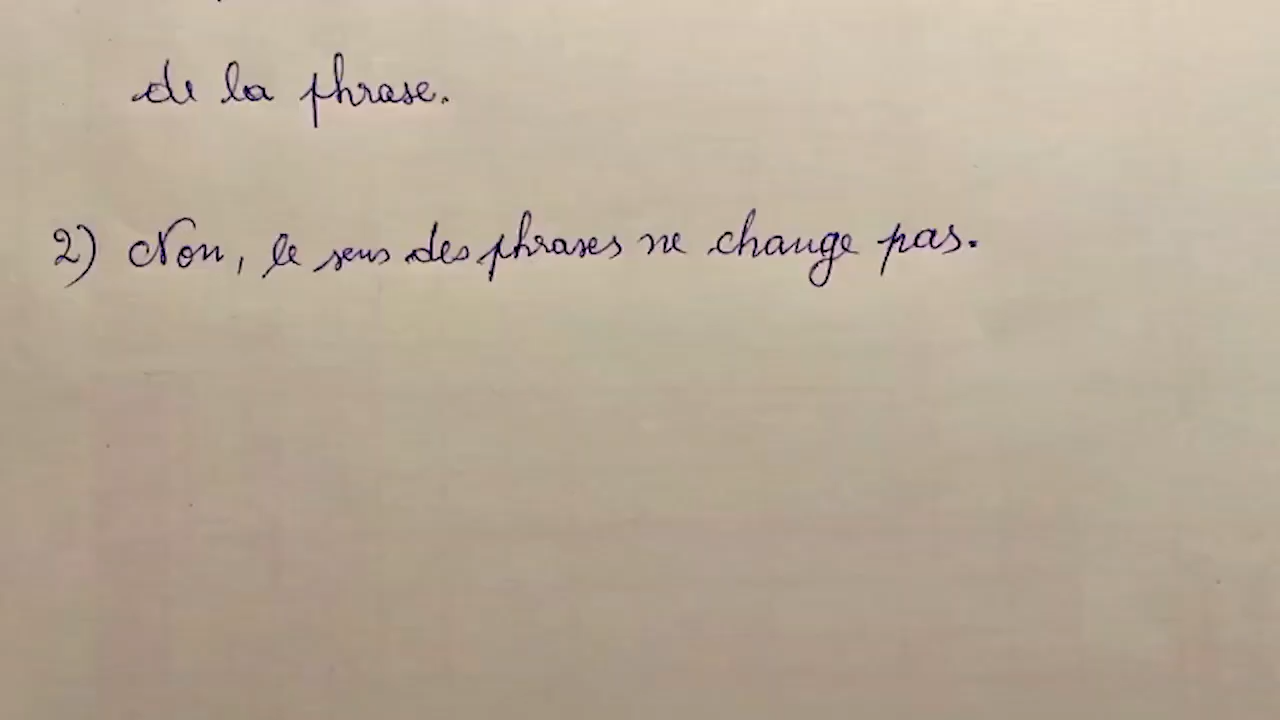 de la phrase.
2) Non, le sens des phrases ne change pas.